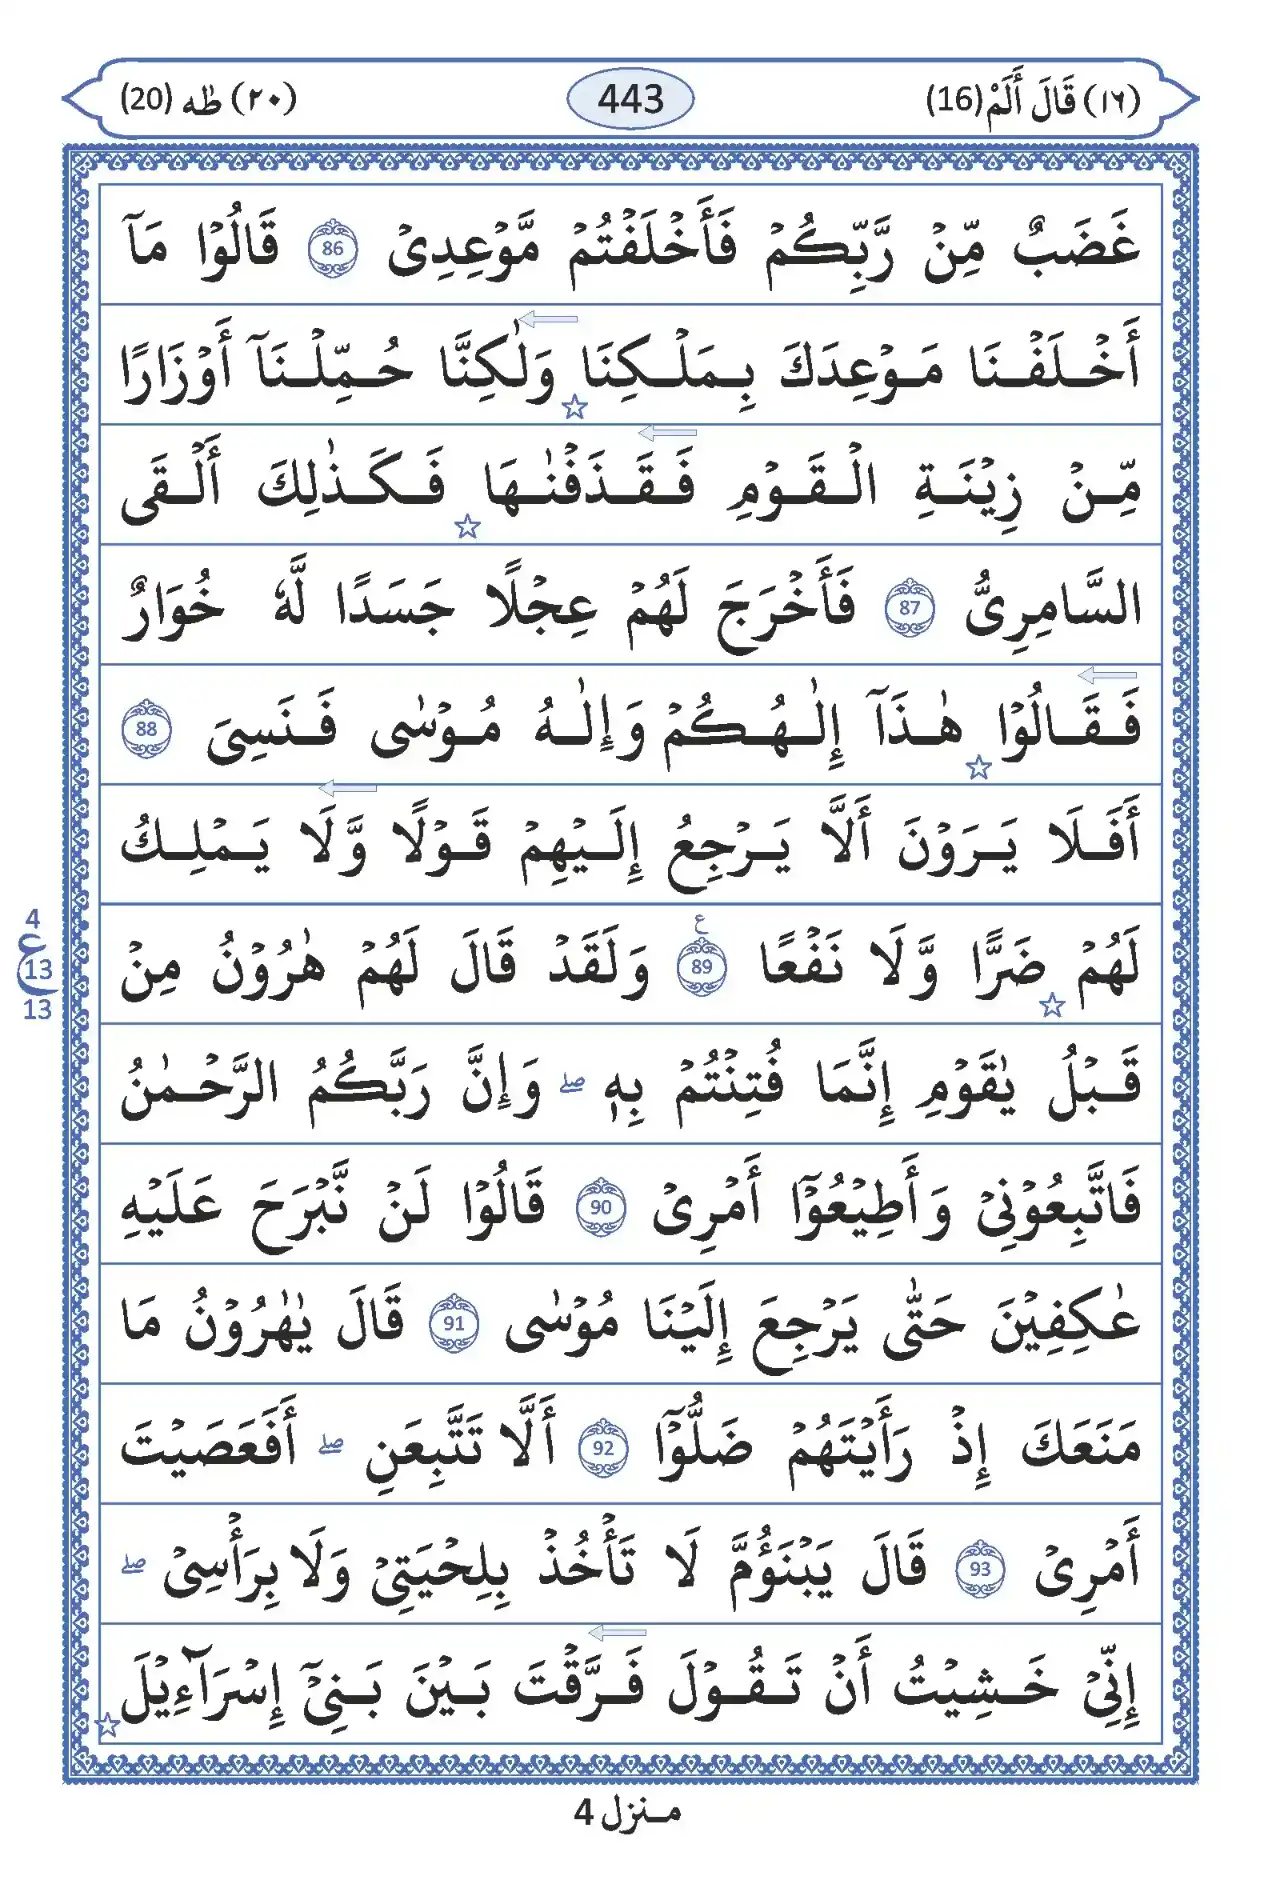 (١٦) قَالَ أَلَمْ (16) 443 (٢٠) طٰه (20)
غَضَبٌ مِّنْ رَّبِّكُمْ فَأَخْلَفْتُمْ مَّوْعِدِىْ 86 قَالُوْا مَآ
أَخْلَفْنَا مَوْعِدَكَ بِمَلْكِنَا وَلٰكِنَّا حُمِّلْنَآ أَوْزَارًا
مِّنْ زِيْنَةِ الْقَوْمِ فَقَذَفْنٰهَا فَكَذٰلِكَ أَلْقَى
السَّامِرِىُّ 87 فَأَخْرَجَ لَهُمْ عِجْلًا جَسَدًا لَّهٗ خُوَارٌ
فَقَالُوْا هٰذَآ إِلٰهُكُمْ وَإِلٰهُ مُوْسٰى فَنَسِىَ 88
أَفَلَا يَرَوْنَ أَلَّا يَرْجِعُ إِلَيْهِمْ قَوْلًا وَّلَا يَمْلِكُ
لَهُمْ ضَرًّا وَّلَا نَفْعًا 89 ع وَلَقَدْ قَالَ لَهُمْ هٰرُوْنُ مِنْ
4
ع 13
13
قَبْلُ يٰقَوْمِ إِنَّمَا فُتِنْتُمْ بِهٖ ۖ وَإِنَّ رَبَّكُمُ الرَّحْمٰنُ
فَاتَّبِعُوْنِىْ وَأَطِيْعُوْٓا أَمْرِىْ 90 قَالُوْا لَنْ نَّبْرَحَ عَلَيْهِ
عٰكِفِيْنَ حَتّٰى يَرْجِعَ إِلَيْنَا مُوْسٰى 91 قَالَ يٰهٰرُوْنُ مَا
مَنَعَكَ إِذْ رَأَيْتَهُمْ ضَلُّوْٓا 92 أَلَّا تَتَّبِعَنِ ۖ أَفَعَصَيْتَ
أَمْرِىْ 93 قَالَ يَبْنَؤُمَّ لَا تَأْخُذْ بِلِحْيَتِىْ وَلَا بِرَأْسِىْ ۖ
إِنِّىْ خَشِيْتُ أَنْ تَقُوْلَ فَرَّقْتَ بَيْنَ بَنِىْٓ إِسْرَآءِيْلَ
منزل 4